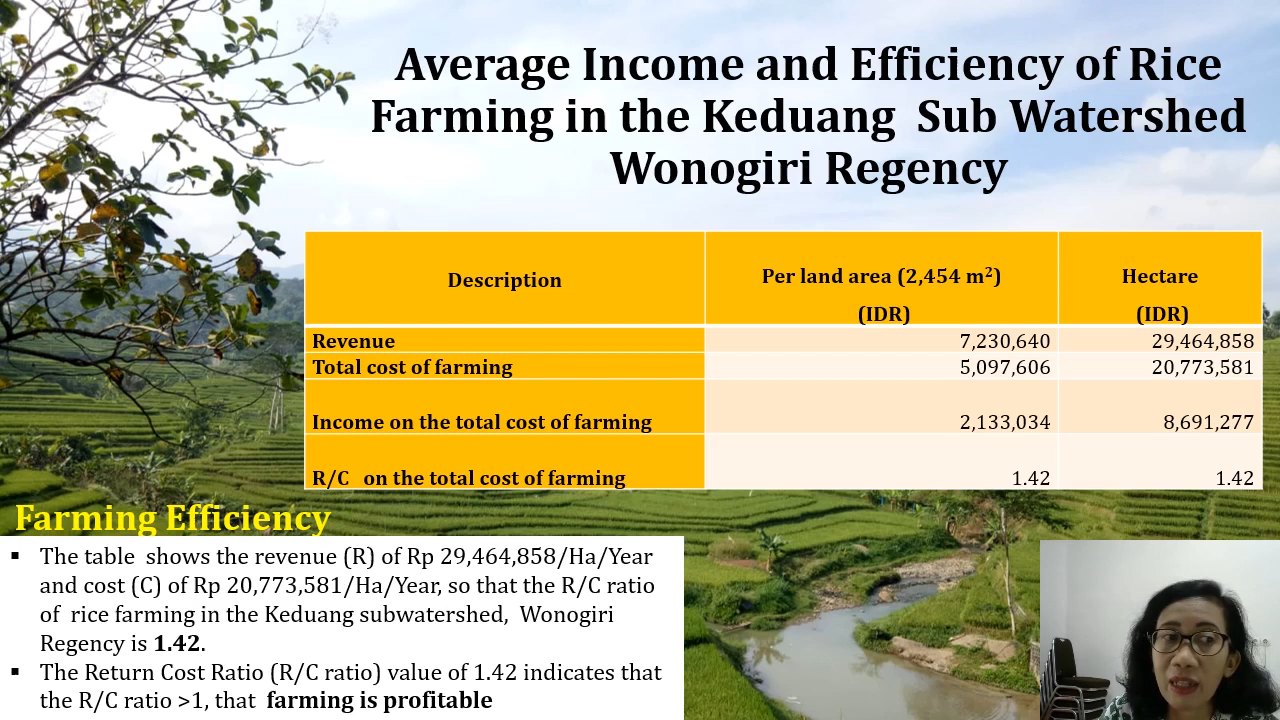 Average Income and Efficiency of Rice
Farming in the Keduang Sub Watershed
Wonogiri Regency
Description
Per land area (2,454 m²)
(IDR)
Hectare
(IDR)
Revenue 7,230,640 29,464,858
Total cost of farming 5,097,606 20,773,581
Income on the total cost of farming 2,133,034 8,691,277
R/C on the total cost of farming 1.42 1.42
Farming Efficiency
▪ The table shows the revenue (R) of Rp 29,464,858/Ha/Year
and cost (C) of Rp 20,773,581/Ha/Year, so that the R/C ratio
of rice farming in the Keduang subwatershed, Wonogiri
Regency is 1.42.
▪ The Return Cost Ratio (R/C ratio) value of 1.42 indicates that
the R/C ratio >1, that farming is profitable